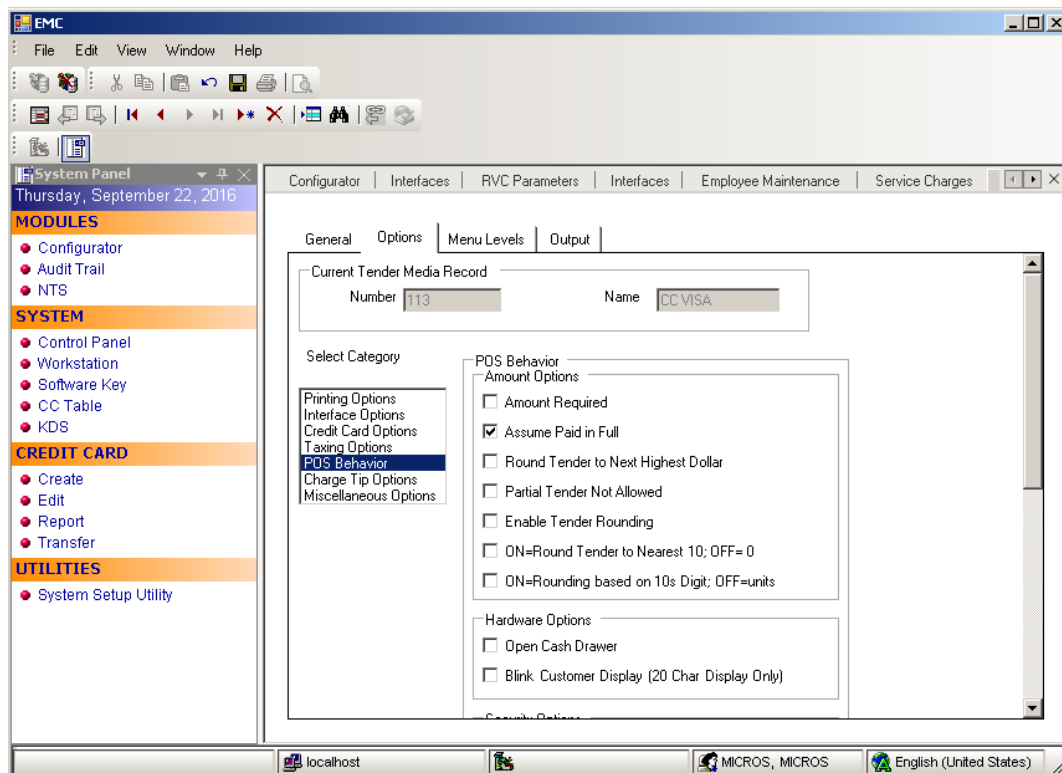 EMC
File Edit View Window Help
System Panel
Thursday, September 22, 2016
MODULES
Configurator
Audit Trail
NTS
SYSTEM
Control Panel
Workstation
Software Key
CC Table
KDS
CREDIT CARD
Create
Edit
Report
Transfer
UTILITIES
System Setup Utility
Configurator Interfaces RVC Parameters Interfaces Employee Maintenance Service Charges
General Options Menu Levels Output
Current Tender Media Record
Number 113 Name CC VISA
Select Category
Printing Options
Interface Options
Credit Card Options
Taxing Options
POS Behavior
Charge Tip Options
Miscellaneous Options
POS Behavior
Amount Options
Amount Required
Assume Paid in Full
Round Tender to Next Highest Dollar
Partial Tender Not Allowed
Enable Tender Rounding
ON=Round Tender to Nearest 10; OFF= 0
ON=Rounding based on 10s Digit; OFF=units
Hardware Options
Open Cash Drawer
Blink Customer Display (20 Char Display Only)
Security Options
localhost MICROS, MICROS English (United States)